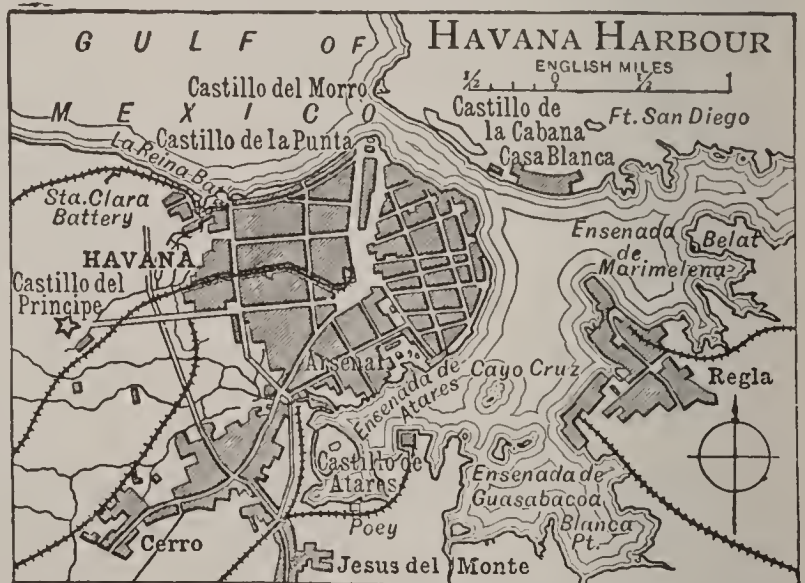 GULF OF
MEXICO
HAVANA HARBOUR
ENGLISH MILES
½ 0 ½ 1
Castillo del Morro
Castillo de la Punta
Castillo de
la Cabana
Ft. San Diego
Casa Blanca
La Reina Bat.
Sta. Clara
Battery
HAVANA
Castillo del
Principe
Ensenada
de
Marimelena
Belat
Arsenal
Ensenada de
Atares
Cayo Cruz
Regla
Castillo de
Atares
Ensenada de
Guasabacoa
Blanca
Pt.
Poey
Cerro
Jesus del Monte